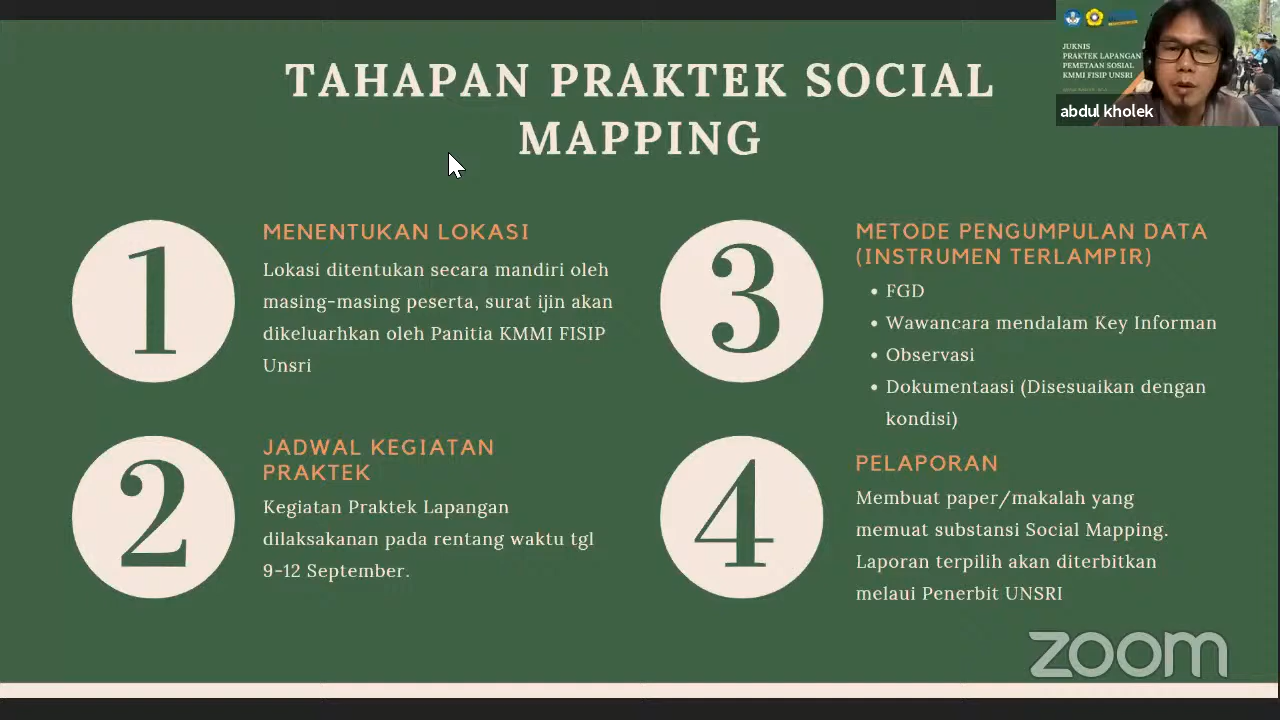 TAHAPAN PRAKTEK SOCIAL
MAPPING
1
MENENTUKAN LOKASI
Lokasi ditentukan secara mandiri oleh
masing-masing peserta, surat ijin akan
dikeluarhkan oleh Panitia KMMI FISIP
Unsri
2
JADWAL KEGIATAN
PRAKTEK
Kegiatan Praktek Lapangan
dilaksakanan pada rentang waktu tgl
9-12 September.
3
METODE PENGUMPULAN DATA
(INSTRUMEN TERLAMPIR)
• FGD
• Wawancara mendalam Key Informan
• Observasi
• Dokumentaasi (Disesuaikan dengan
kondisi)
4
PELAPORAN
Membuat paper/makalah yang
memuat substansi Social Mapping.
Laporan terpilih akan diterbitkan
melaui Penerbit UNSRI
JUKNIS
PRAKTEK LAPANGAN
PEMETAAN SOSIAL
KMMI FISIP UNSRI
abdul kholek
zoom